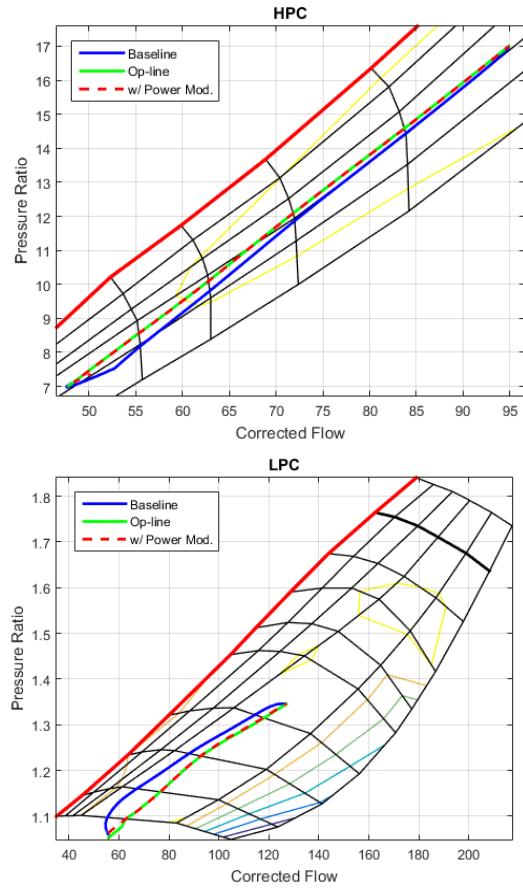 HPC
17
16
15
14
13
12
11
10
9
8
7
Pressure Ratio
Baseline
Op-line
w/ Power Mod.
50 55 60 65 70 75 80 85 90 95
Corrected Flow
LPC
1.8
1.7
1.6
1.5
1.4
1.3
1.2
1.1
Pressure Ratio
Baseline
Op-line
w/ Power Mod.
40 60 80 100 120 140 160 180 200
Corrected Flow